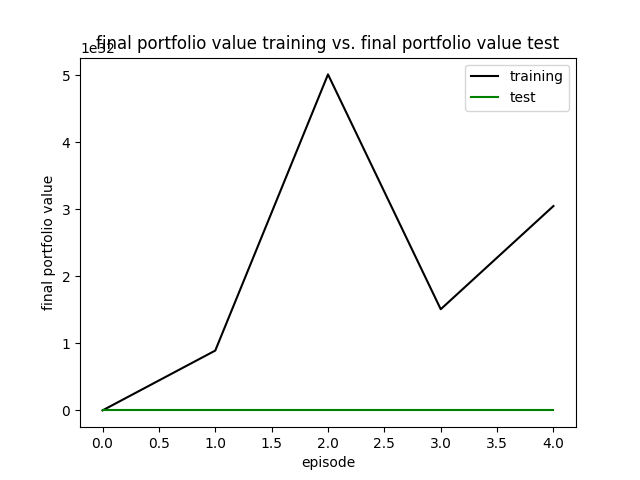 final portfolio value training vs. final portfolio value test
1e32
training
test
5
4
3
2
1
0
final portfolio value
0.0 0.5 1.0 1.5 2.0 2.5 3.0 3.5 4.0
episode